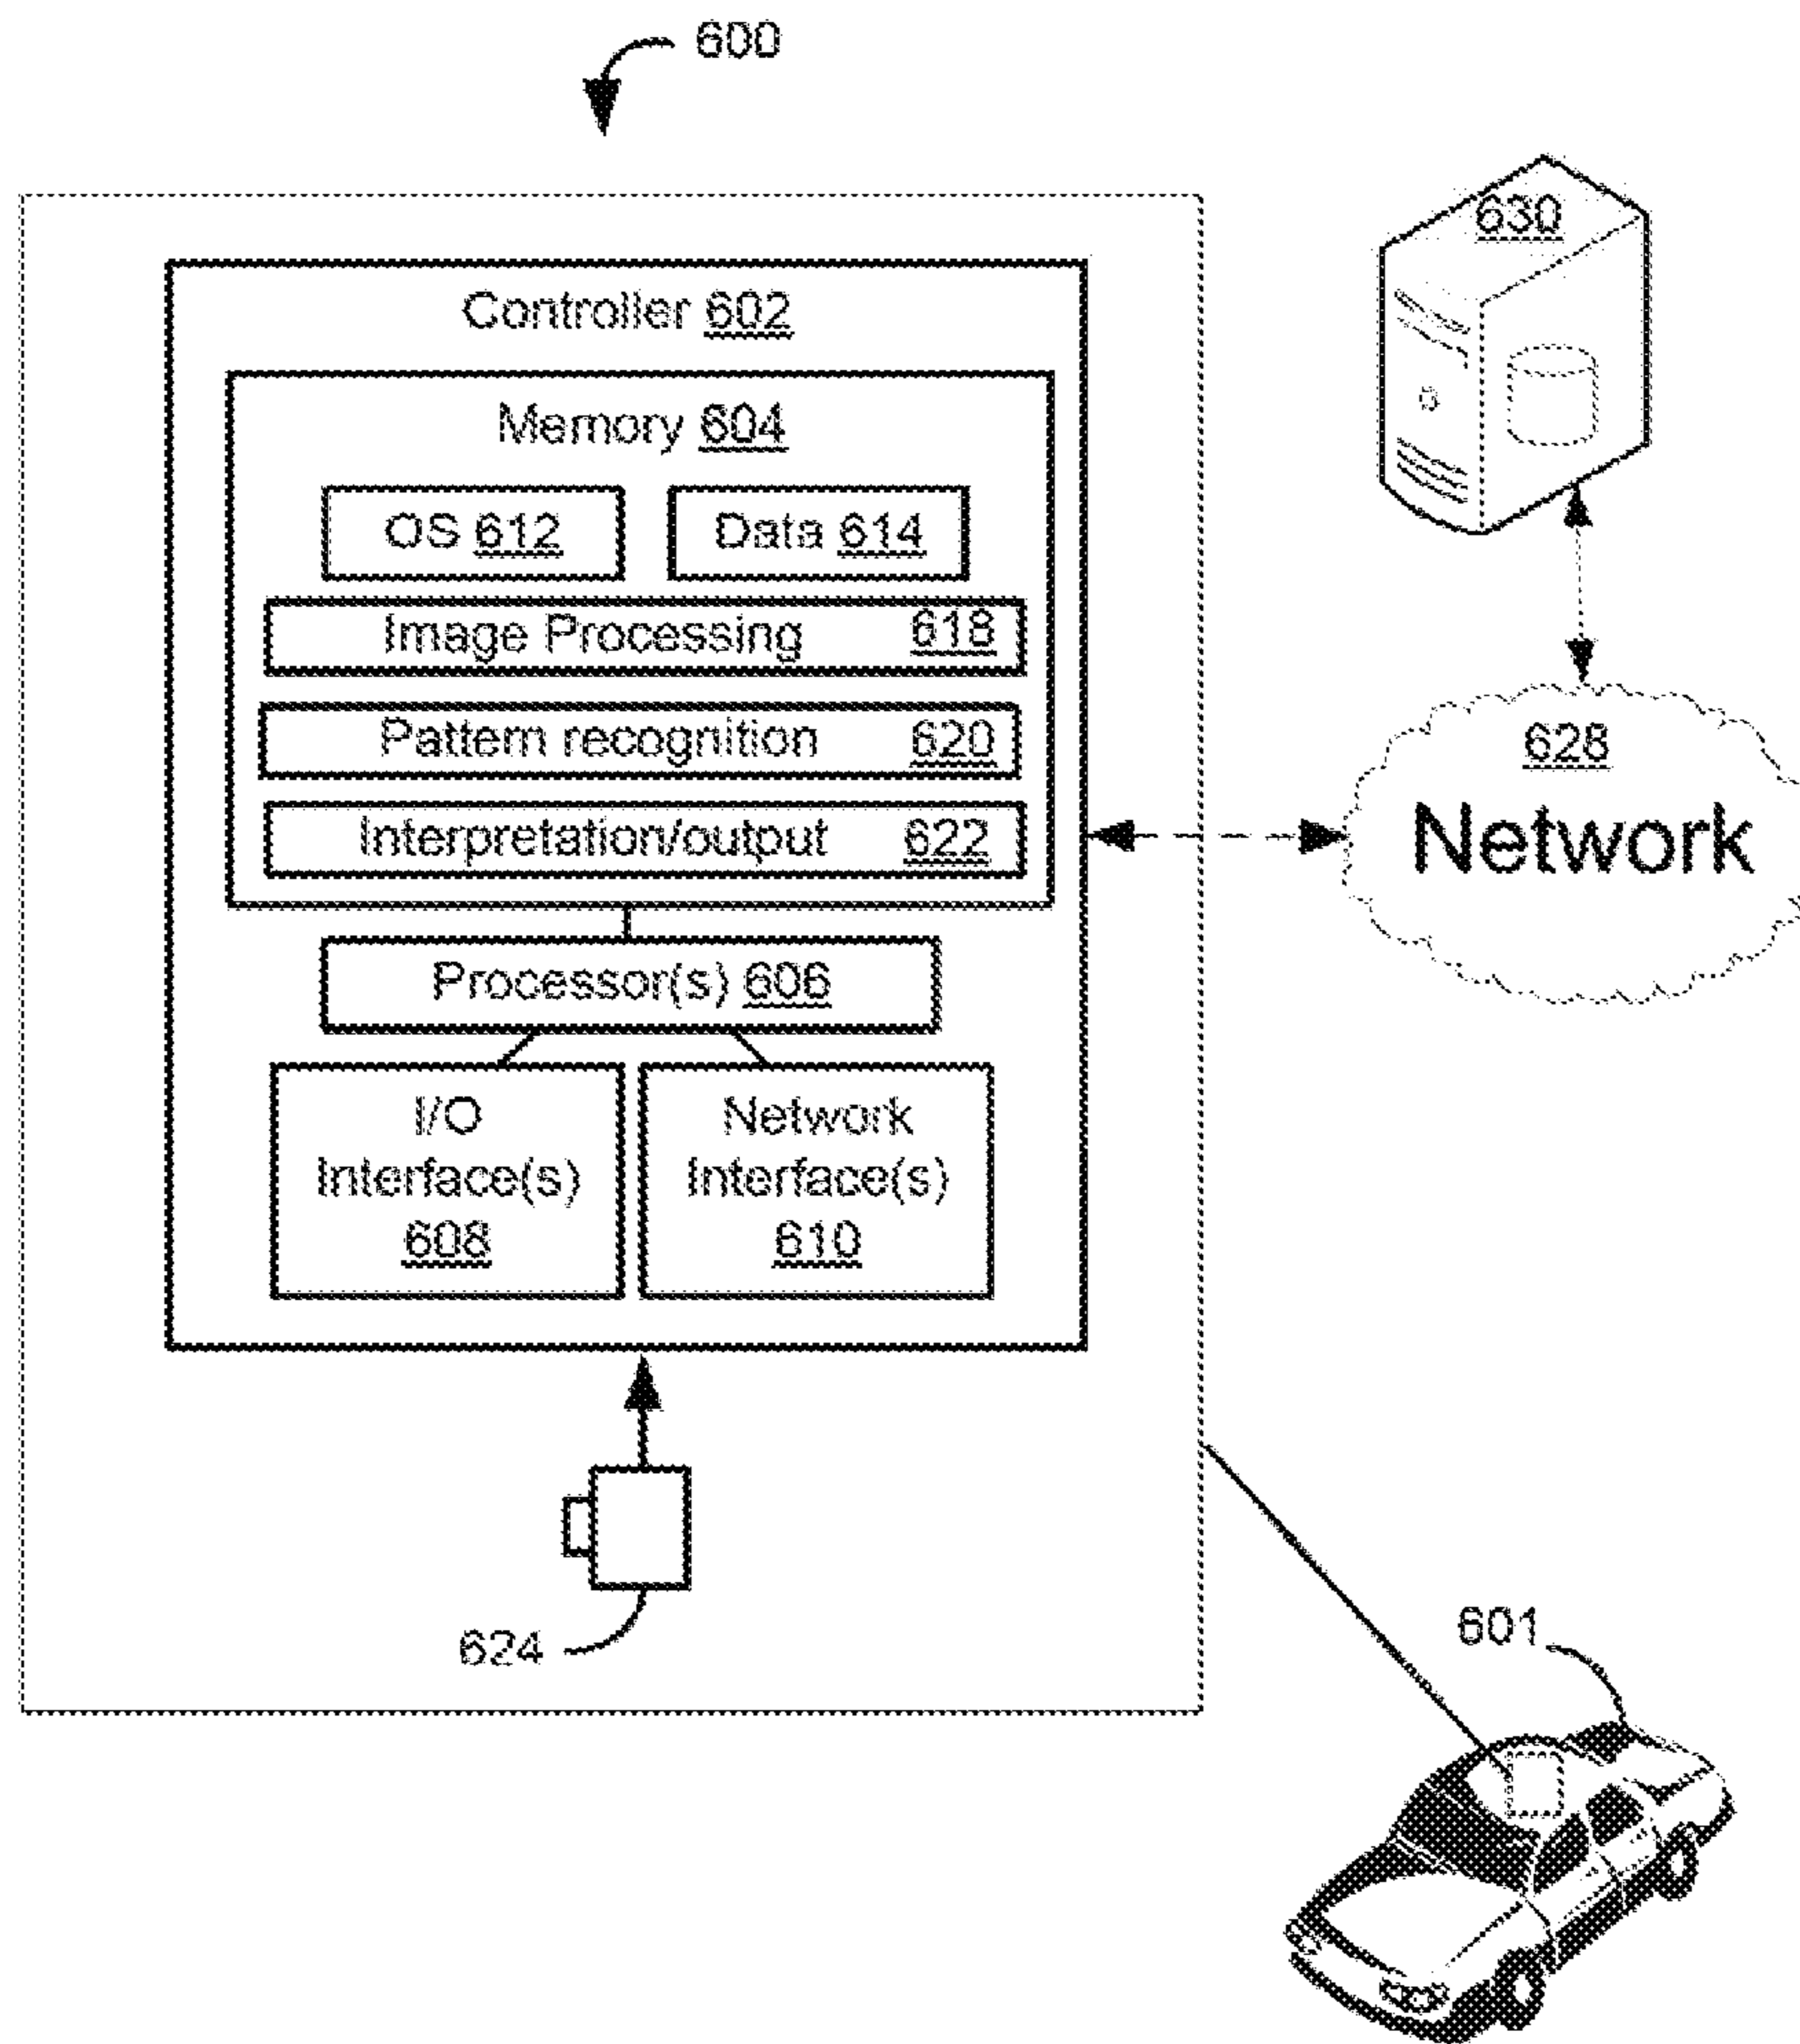 600
630
Controller 602
Memory 604
OS 612
Data 614
Image Processing 618
Pattern recognition 620
Interpretation/output 622
628
Network
Processor(s) 606
I/O
Interface(s)
608
Network
Interface(s)
610
624
601